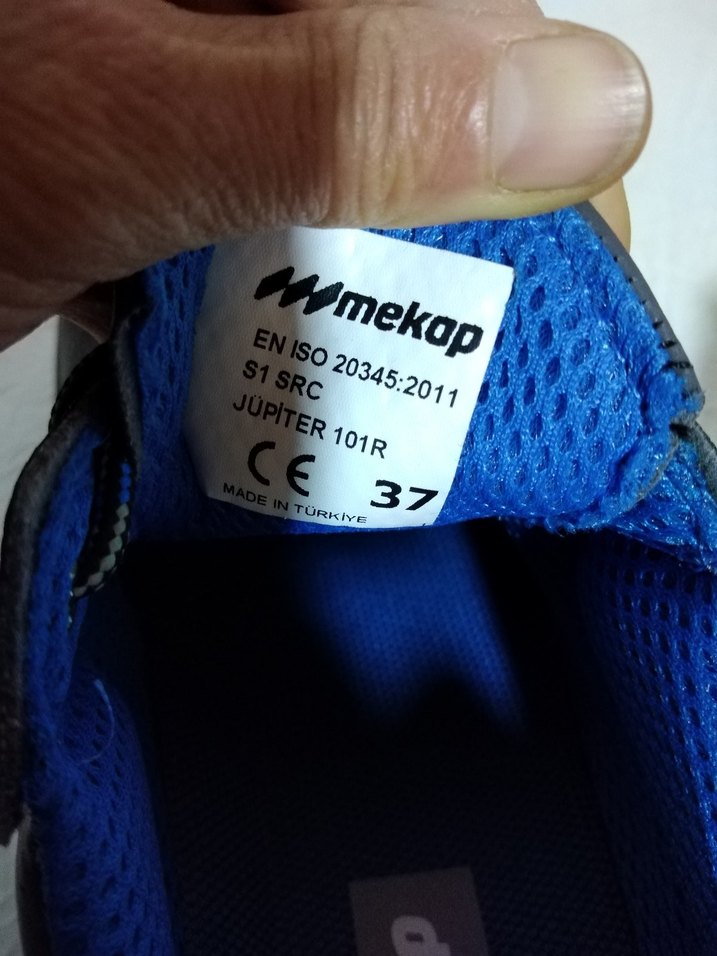 mekap
EN ISO 20345:2011
S1 SRC
JÜPİTER 101R
CE 37
MADE IN TÜRKİYE